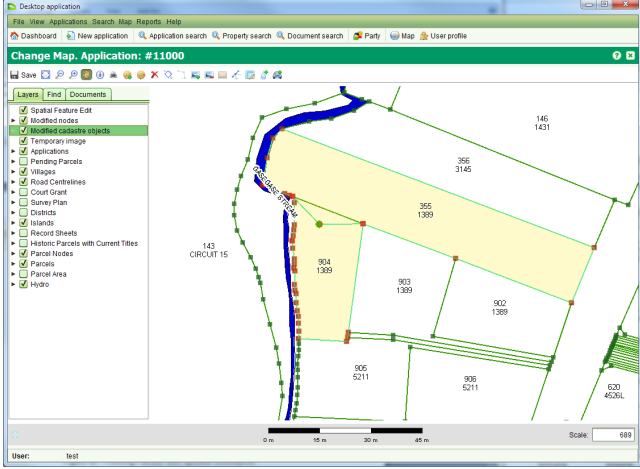 Desktop application
File View Applications Search Map Reports Help
Dashboard New application Application search Property search Document search Party Map User profile
Change Map. Application: #11000
Save
Layers Find Documents
Spatial Feature Edit
Modified nodes
Modified cadastre objects
Temporary image
Applications
Pending Parcels
Villages
Road Centrelines
Court Grant
Survey Plan
Districts
Islands
Record Sheets
Historic Parcels with Current Titles
Parcel Nodes
Parcels
Parcel Area
Hydro
146
1431
356
3145
GASEGASE STREAM
355
1389
143
CIRCUIT 15
904
1389
903
1389
902
1389
905
5211
906
5211
620
4526L
0 m 15 m 30 m 45 m
Scale: 689
User: test